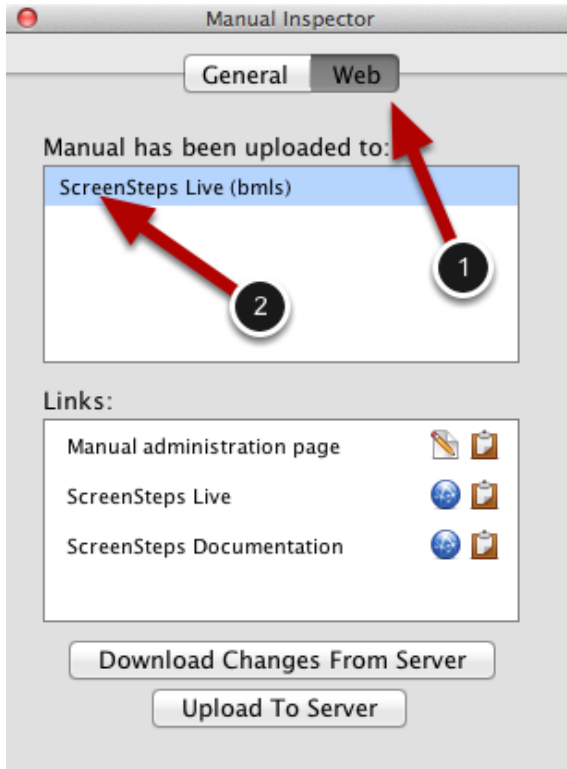 Manual Inspector
General Web
Manual has been uploaded to:
ScreenSteps Live (bmls)
1
2
Links:
Manual administration page
ScreenSteps Live
ScreenSteps Documentation
Download Changes From Server
Upload To Server